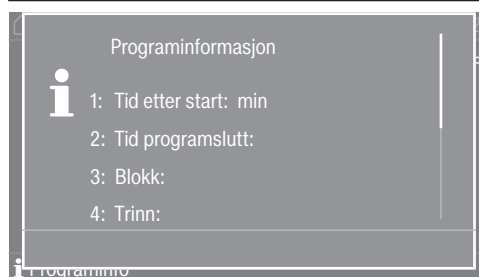 Programinformasjon
1: Tid etter start: min
2: Tid programslutt:
3: Blokk:
4: Trinn:
Programinfo